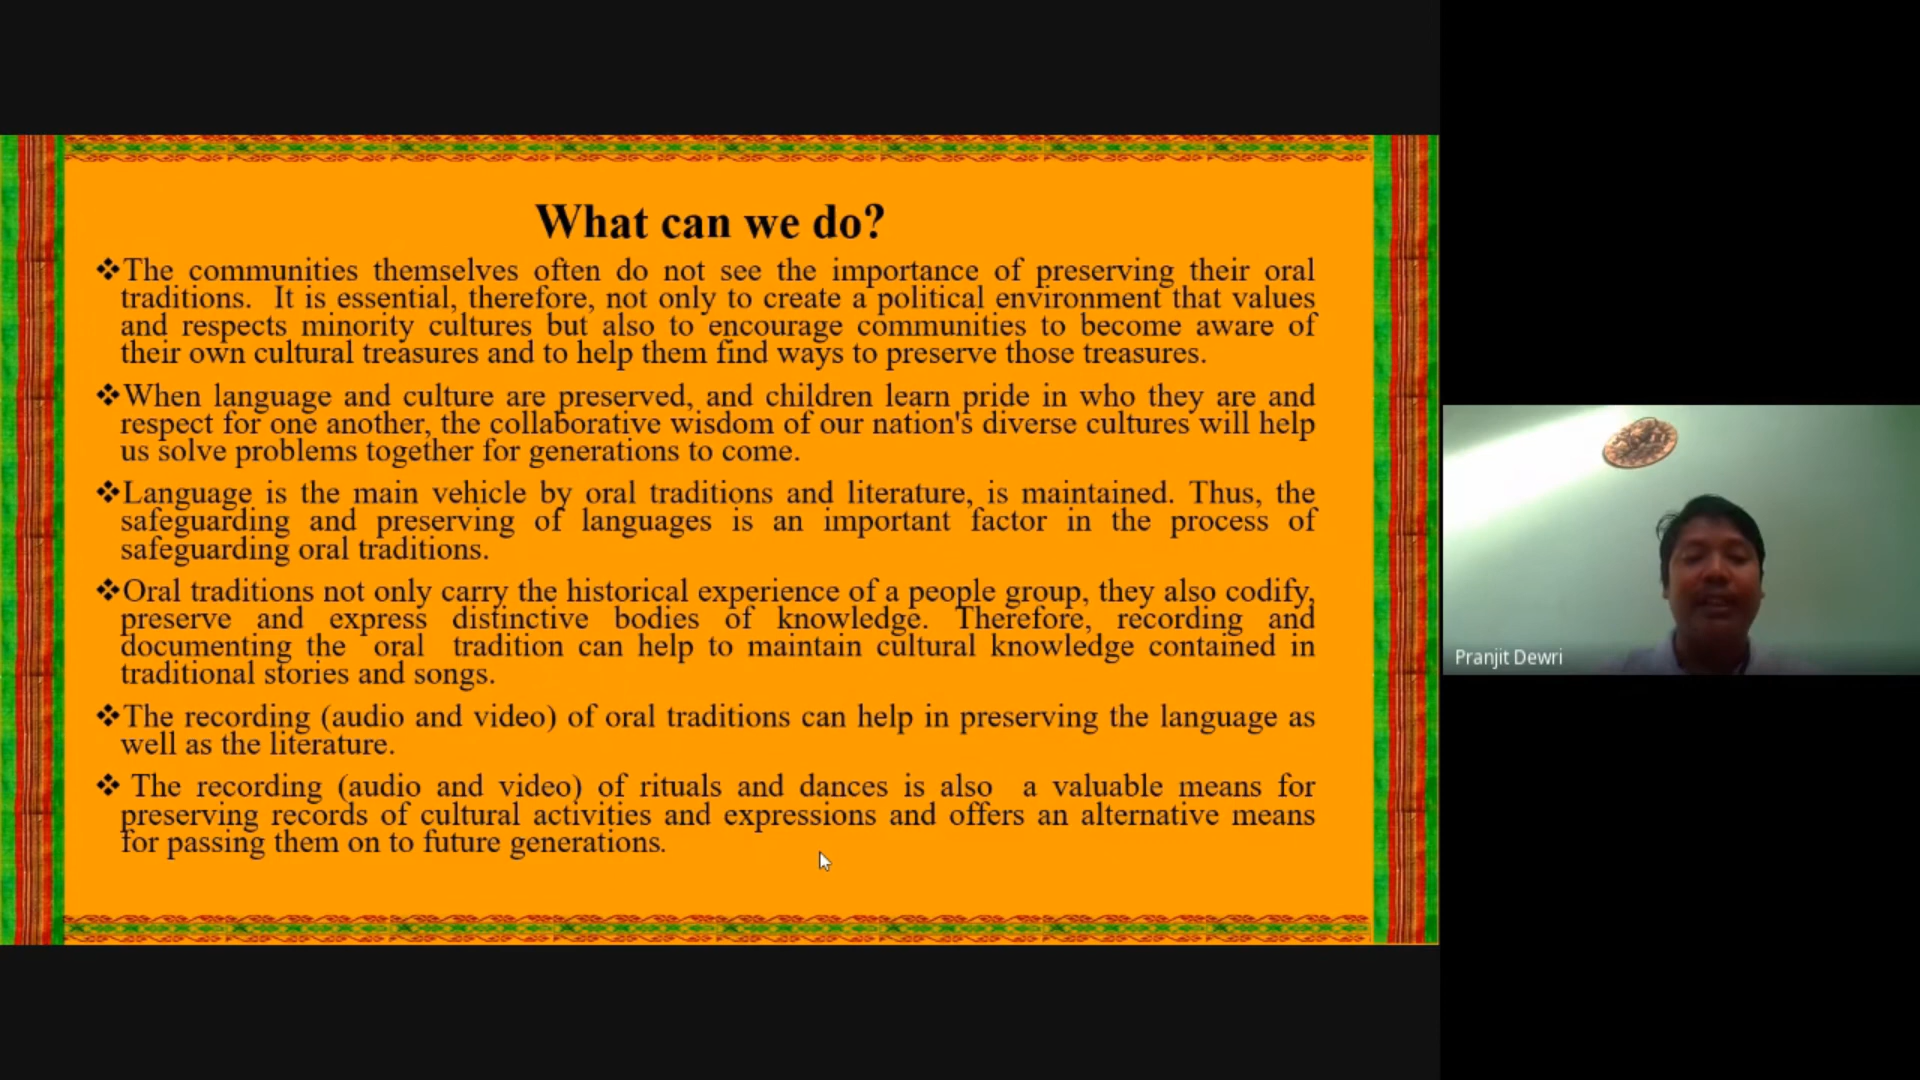 What can we do?
❖The communities themselves often do not see the importance of preserving their oral
traditions.  It is essential, therefore, not only to create a political environment that values
and respects minority cultures but also to encourage communities to become aware of
their own cultural treasures and to help them find ways to preserve those treasures.
❖When language and culture are preserved, and children learn pride in who they are and
respect for one another, the collaborative wisdom of our nation's diverse cultures will help
us solve problems together for generations to come.
❖Language is the main vehicle by oral traditions and literature, is maintained. Thus, the
safeguarding and preserving of languages is an important factor in the process of
safeguarding oral traditions.
❖Oral traditions not only carry the historical experience of a people group, they also codify,
preserve and express distinctive bodies of knowledge. Therefore, recording and
documenting the  oral  tradition can help to maintain cultural knowledge contained in
traditional stories and songs.
❖The recording (audio and video) of oral traditions can help in preserving the language as
well as the literature.
❖ The recording (audio and video) of rituals and dances is also  a valuable means for
preserving records of cultural activities and expressions and offers an alternative means
for passing them on to future generations.
Pranjit Dewri